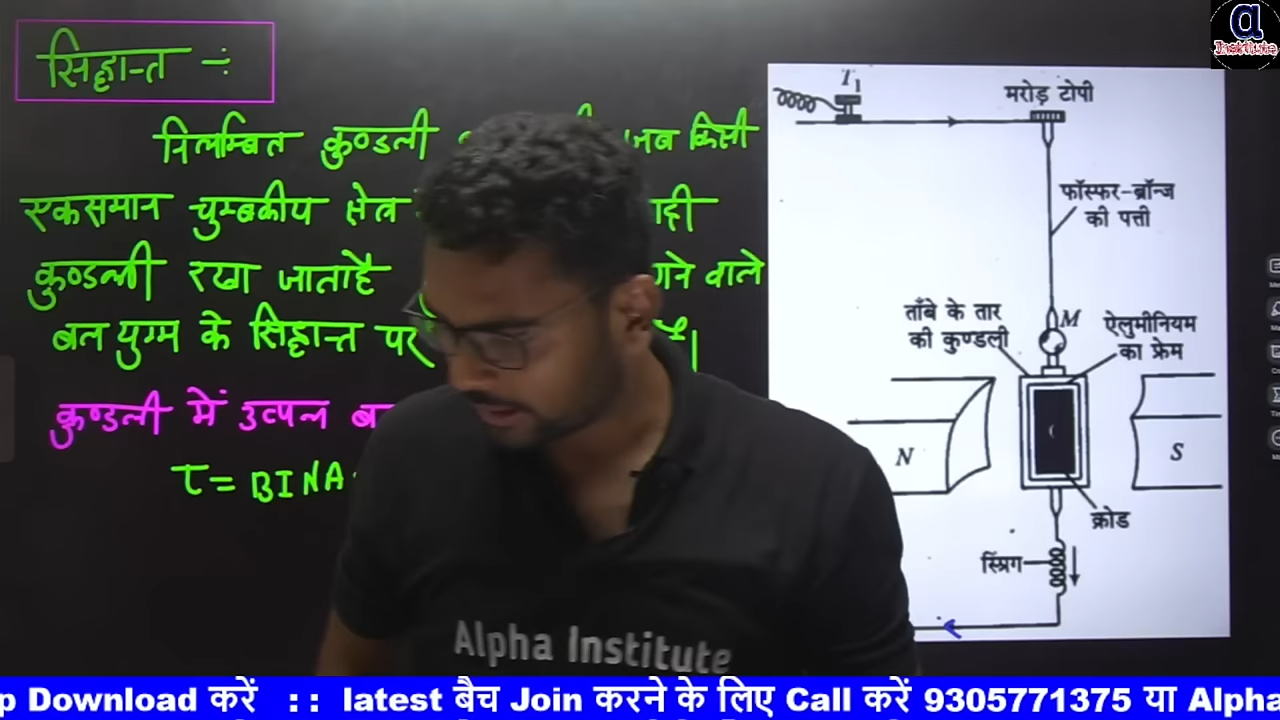 सिद्धान्त :-
निलम्बित कुण्डली जब किसी
एकसमान चुम्बकीय क्षेत्र
कुण्डली रखा जाता है वाले
बल युग्म के सिद्धान्त पर
कुण्डली में उत्पन्न
τ = BINA
T1
मरोड़ टोपी
फॉस्फर-ब्रॉन्ज
की पत्ती
M
ताँबे के तार
की कुण्डली
ऐलुमीनियम
का फ्रेम
N
S
क्रोड
स्प्रिंग
α
Institute
Alpha Institute
Download करें :: latest बैच Join करने के लिए Call करें 9305771375 या